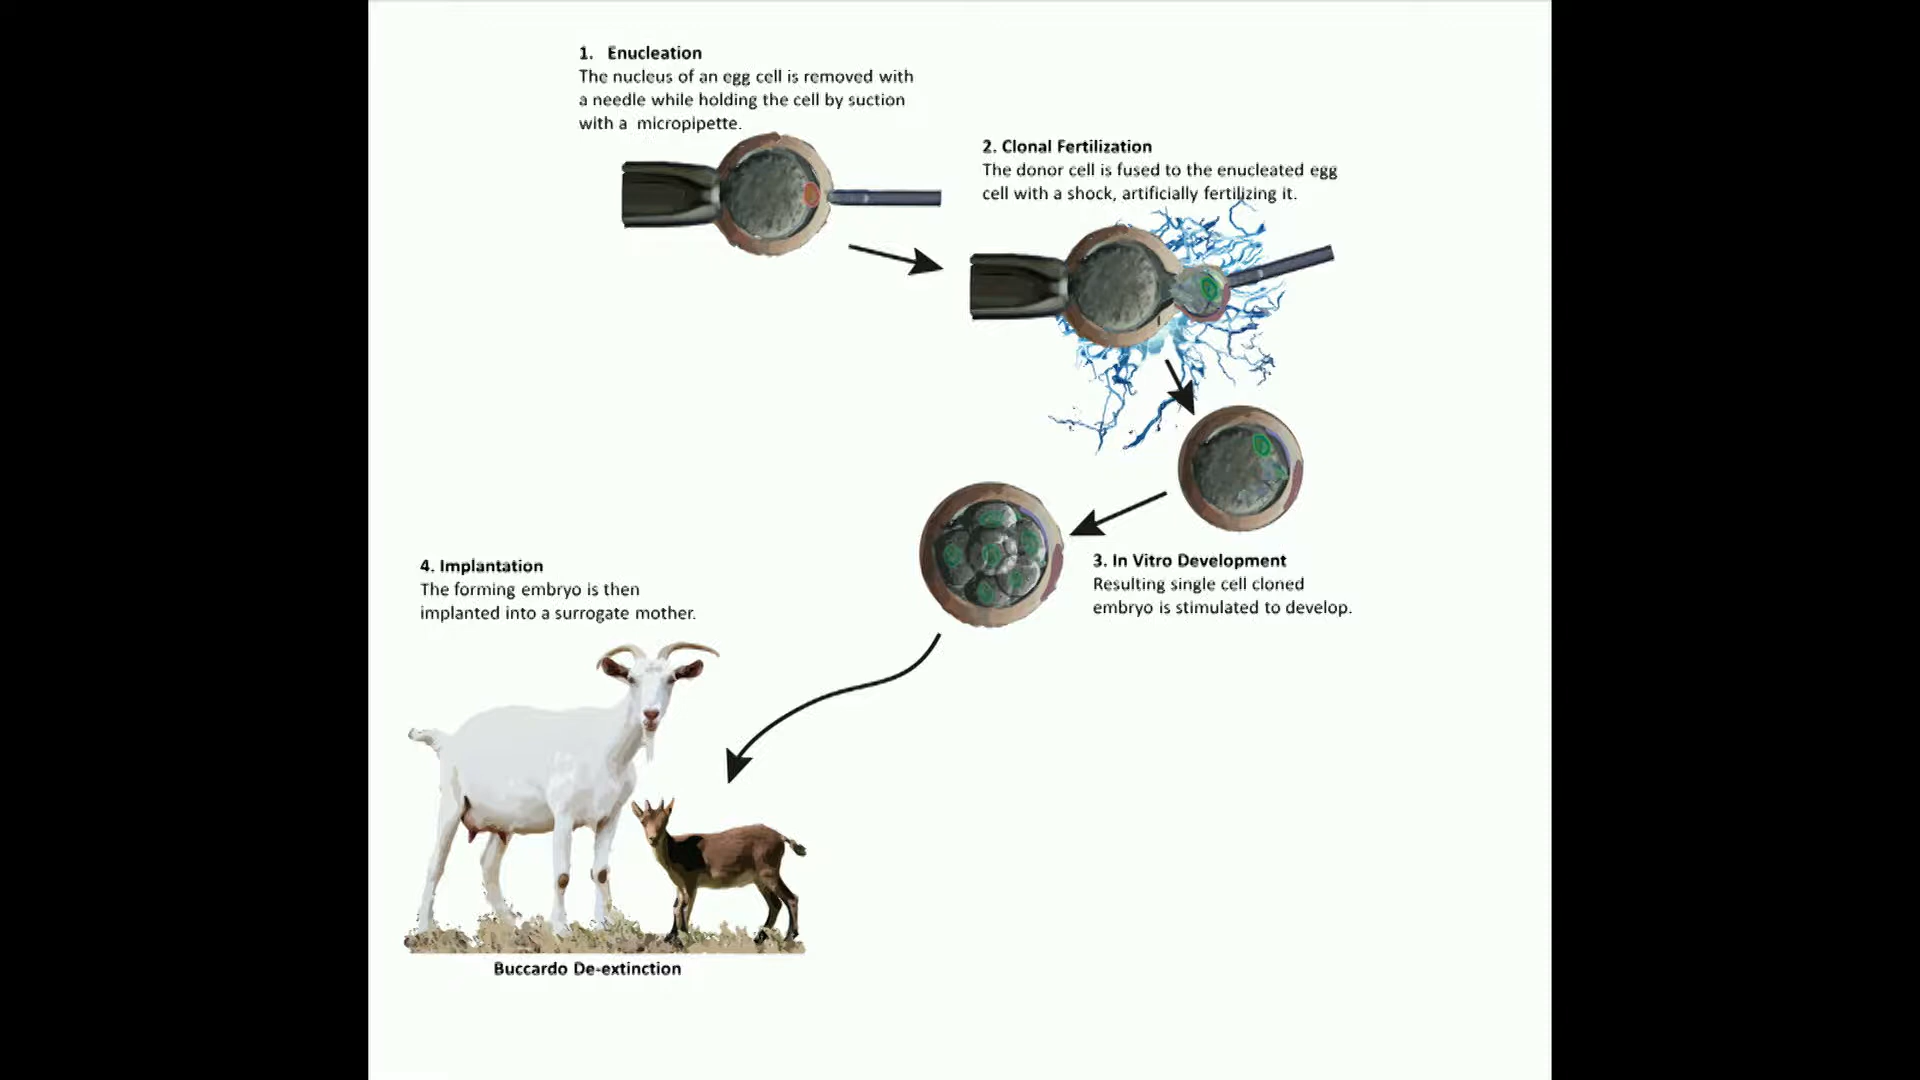 1. Enucleation
The nucleus of an egg cell is removed with
a needle while holding the cell by suction
with a micropipette.
2. Clonal Fertilization
The donor cell is fused to the enucleated egg
cell with a shock, artificially fertilizing it.
3. In Vitro Development
Resulting single cell cloned
embryo is stimulated to develop.
4. Implantation
The forming embryo is then
implanted into a surrogate mother.
Buccardo De-extinction